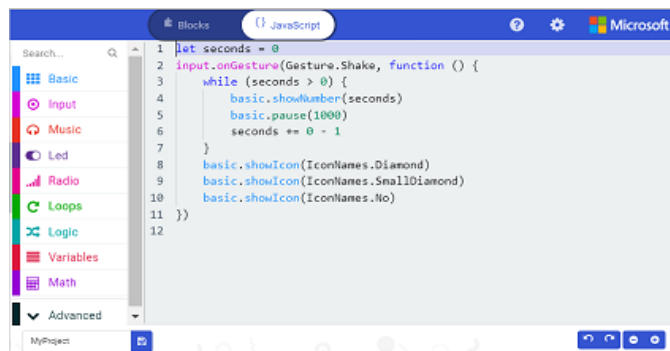 Blocks
{} JavaScript
Microsoft
Search...
Basic
Input
Music
Led
Radio
Loops
Logic
Variables
Math
Advanced
1 let seconds = 0
2 input.onGesture(Gesture.Shake, function () {
3 while (seconds > 0) {
4 basic.showNumber(seconds)
5 basic.pause(1000)
6 seconds += 0 - 1
7 }
8 basic.showIcon(IconNames.Diamond)
9 basic.showIcon(IconNames.SmallDiamond)
10 basic.showIcon(IconNames.No)
11 })
12
MyProject